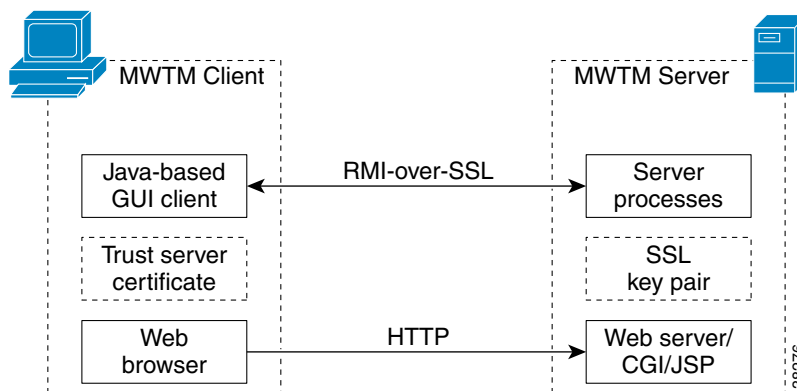 MWTM Client
MWTM Server
Java-based
GUI client
RMI-over-SSL
Server
processes
Trust server
certificate
SSL
key pair
Web
browser
HTTP
Web server/
CGI/JSP